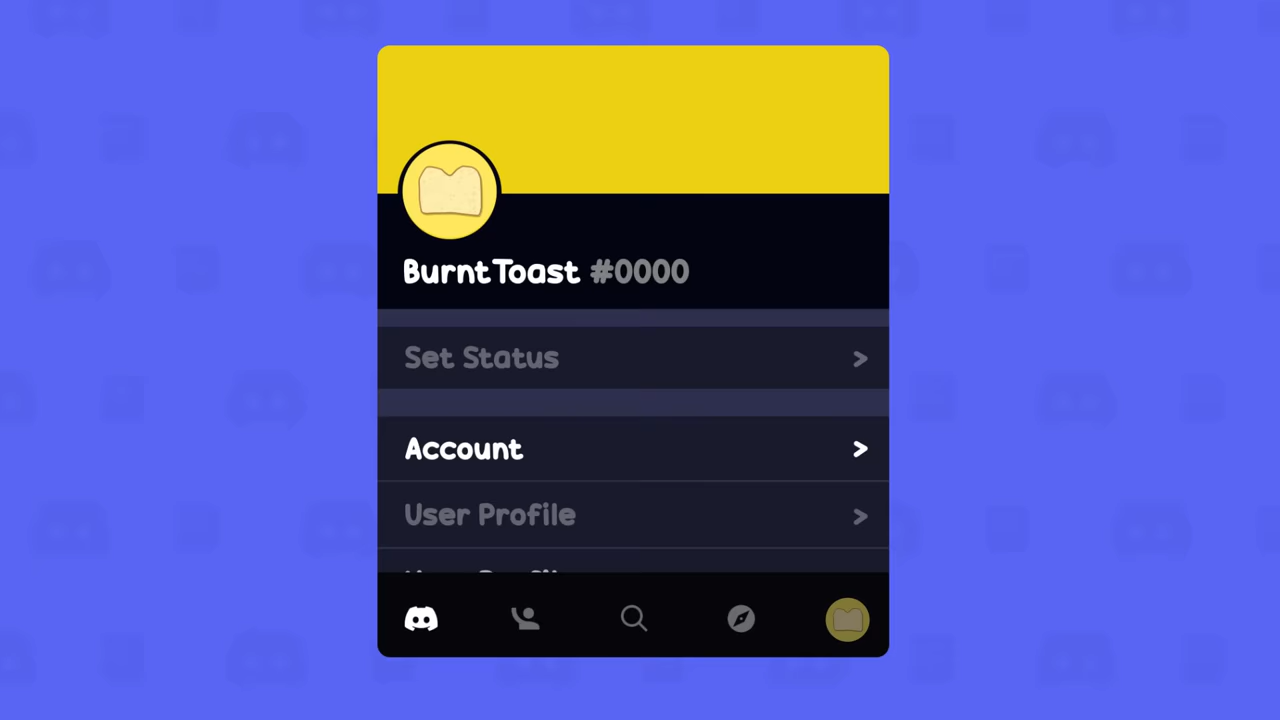 BurntToast #0000
Set Status >
Account >
User Profile >